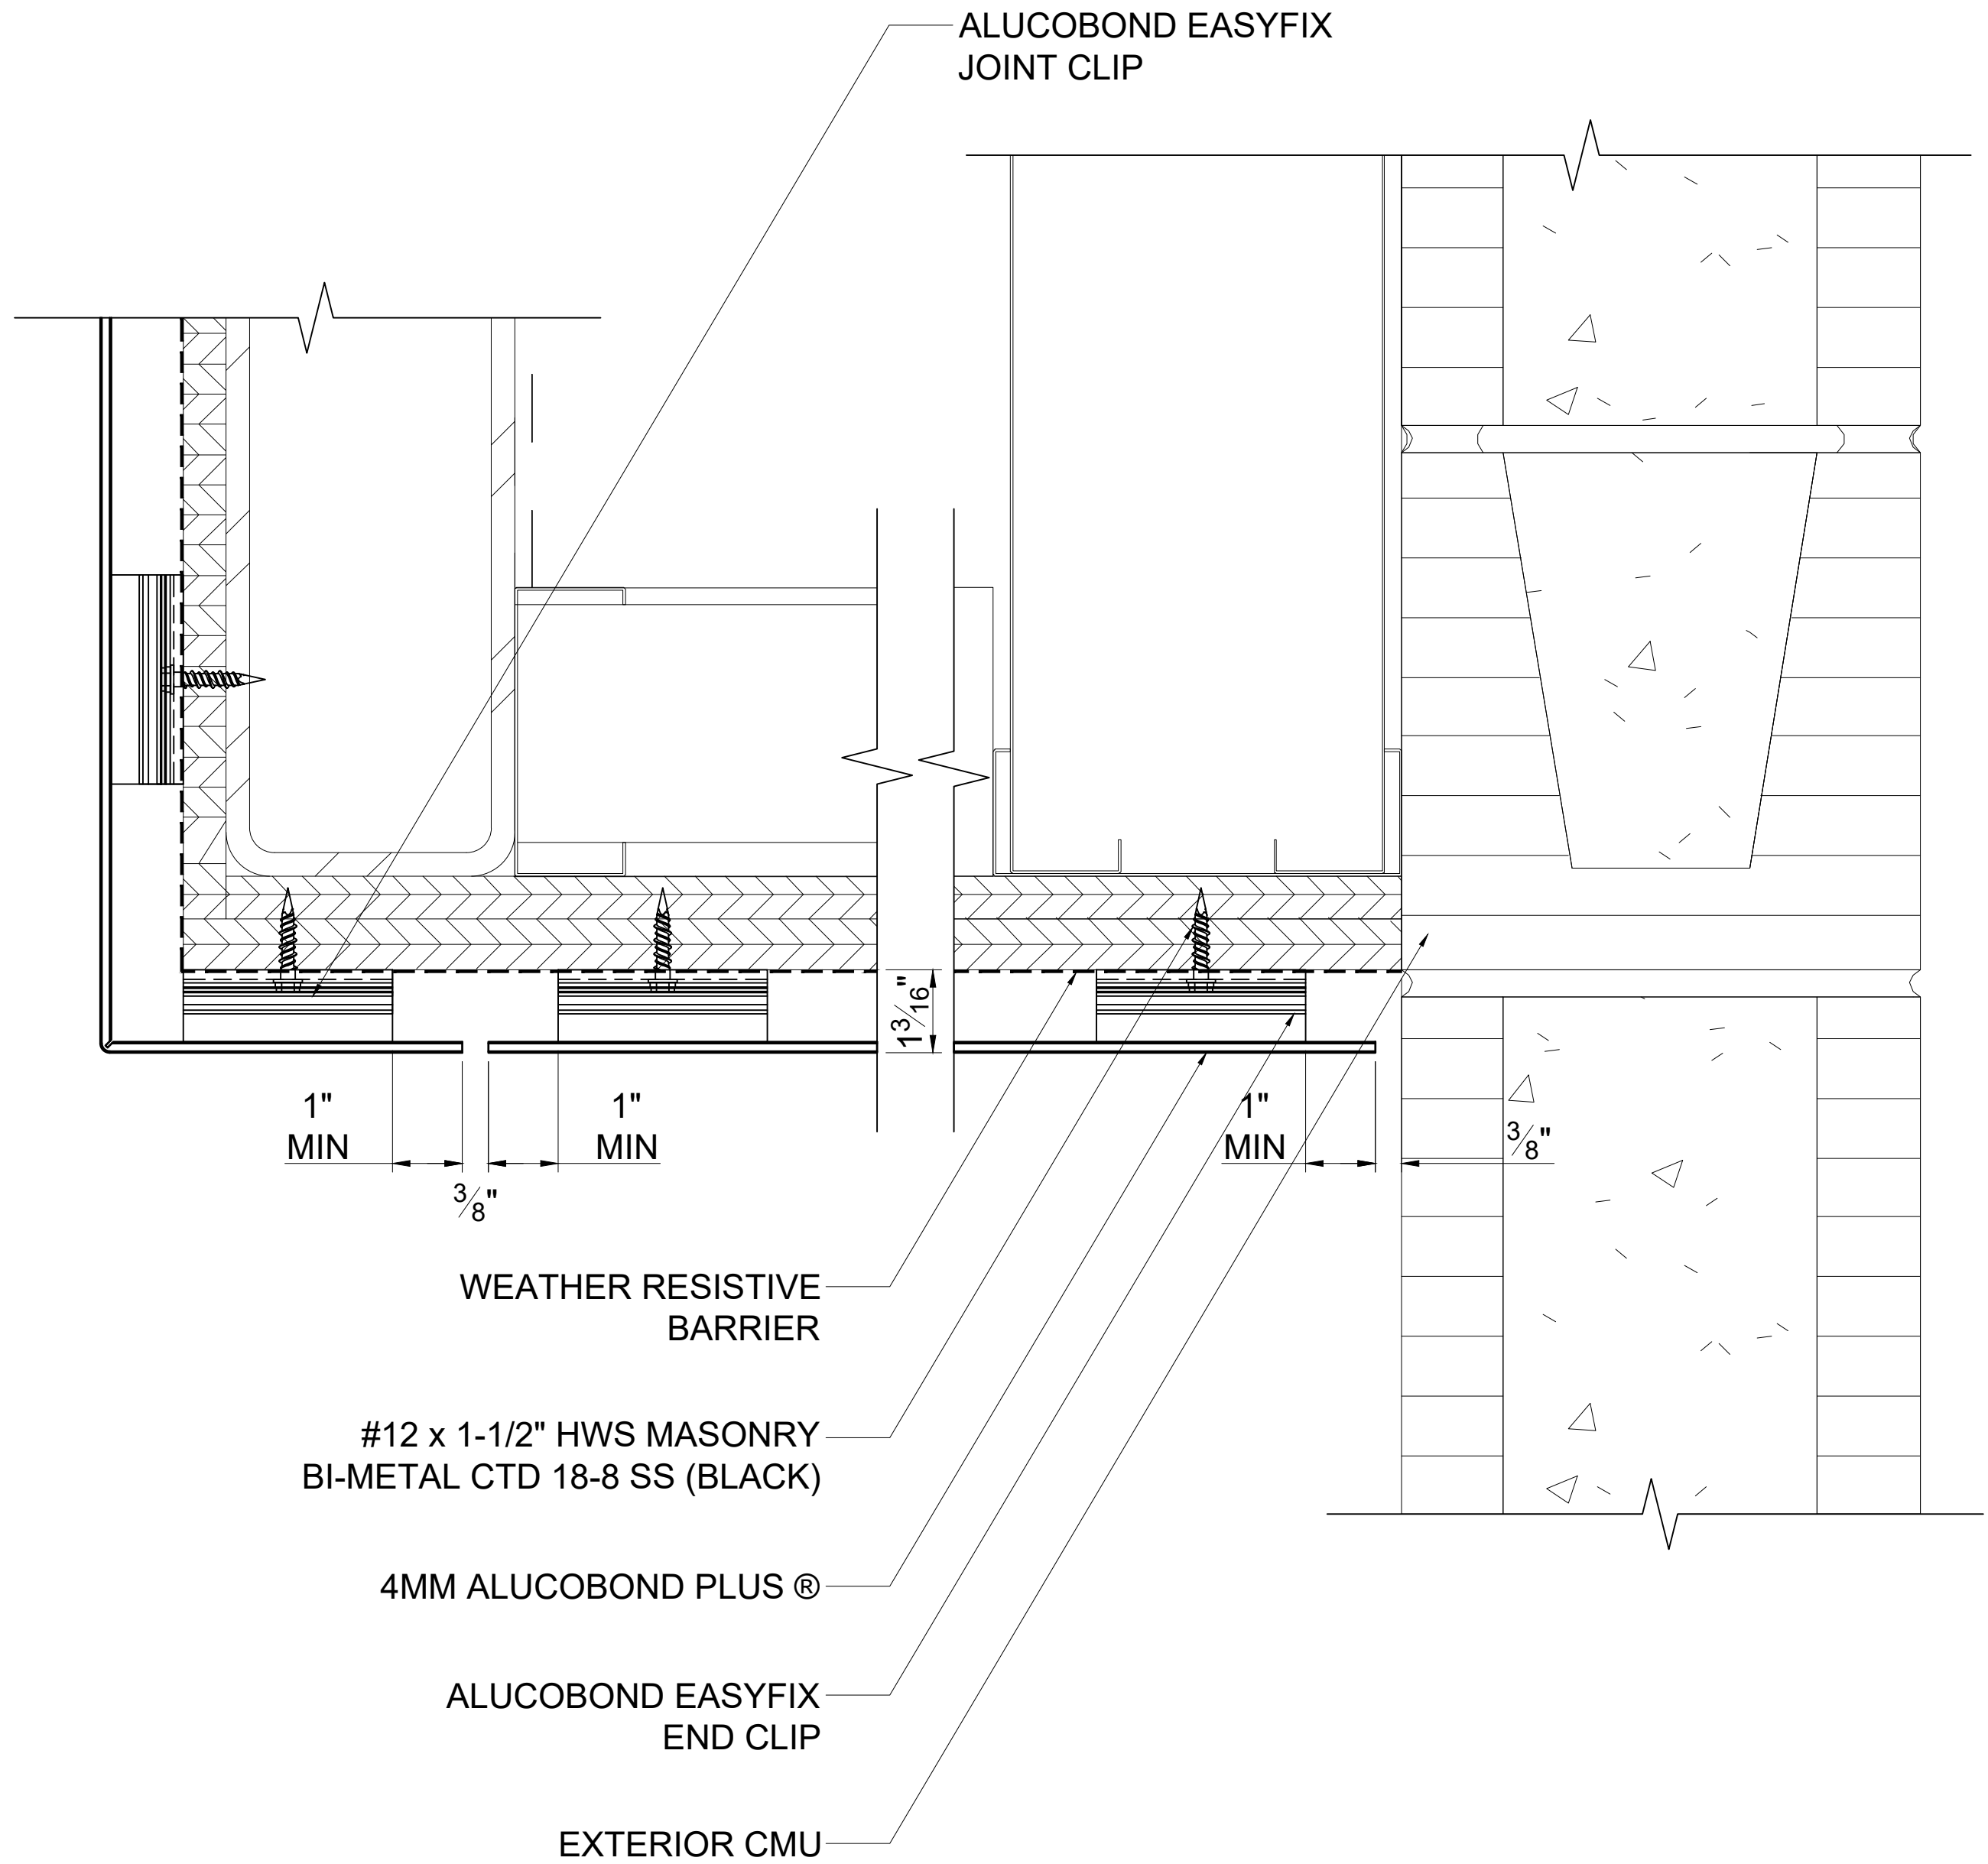 ALUCOBOND EASYFIX
JOINT CLIP
1 3/16"
1"
MIN
1"
MIN
1"
MIN
3/8"
3/8"
WEATHER RESISTIVE
BARRIER
#12 x 1-1/2" HWS MASONRY
BI-METAL CTD 18-8 SS (BLACK)
4MM ALUCOBOND PLUS ®
ALUCOBOND EASYFIX
END CLIP
EXTERIOR CMU